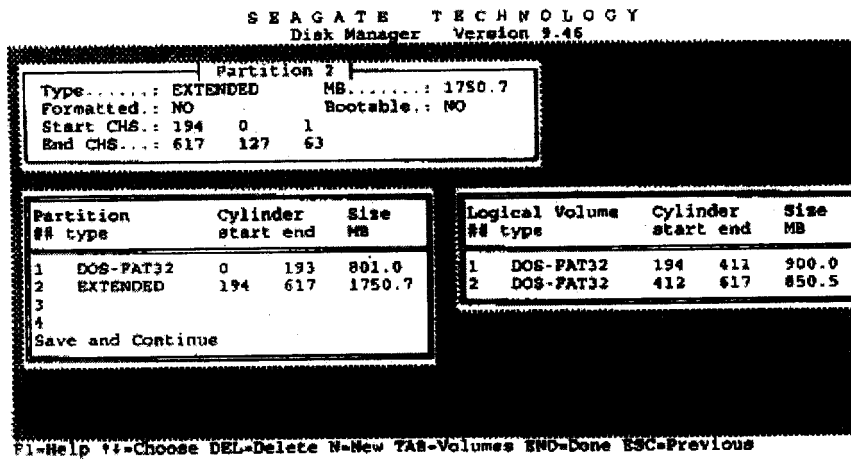 SEAGATE TECHNOLOGY
Disk Manager Version 9.46
Partition 2
Type......: EXTENDED MB.......: 1750.7
Formatted.: NO Bootable.: NO
Start CHS.: 194 0 1
End CHS...: 617 127 63
Partition Cylinder Size
## type start end MB
1 DOS-FAT32 0 193 801.0
2 EXTENDED 194 617 1750.7
3
4
Save and Continue
Logical Volume Cylinder Size
## type start end MB
1 DOS-FAT32 194 411 900.0
2 DOS-FAT32 412 617 850.5
F1=Help ↑↓=Choose DEL=Delete N=New TAB=Volumes END=Done ESC=Previous